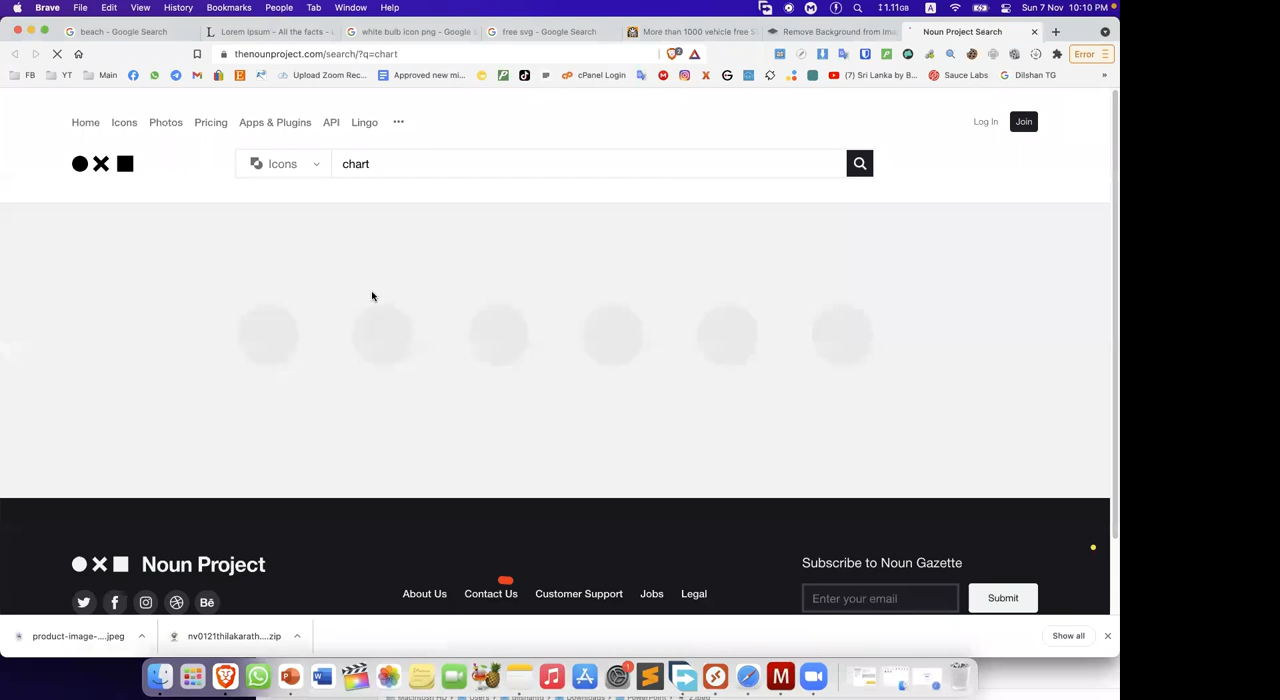 Brave File Edit View History Bookmarks People Tab Window Help 1.11GB A Sun 7 Nov 10:10 PM
beach - Google Search Lorem Ipsum - All the facts - white bulb icon png - Google free svg - Google Search More than 1000 vehicle free S Remove Background from Ima Noun Project Search
thenounproject.com/search/?q=chart Error
FB YT Main Upload Zoom Rec... Approved new mi... cPanel Login (7) Sri Lanka by B... Sauce Labs Dilshan TG »
Home Icons Photos Pricing Apps & Plugins API Lingo ••• Log In Join
Icons chart
Noun Project
Subscribe to Noun Gazette
About Us Contact Us Customer Support Jobs Legal
Enter your email Submit
product-image-....jpeg nv0121thilakarath....zip Show all